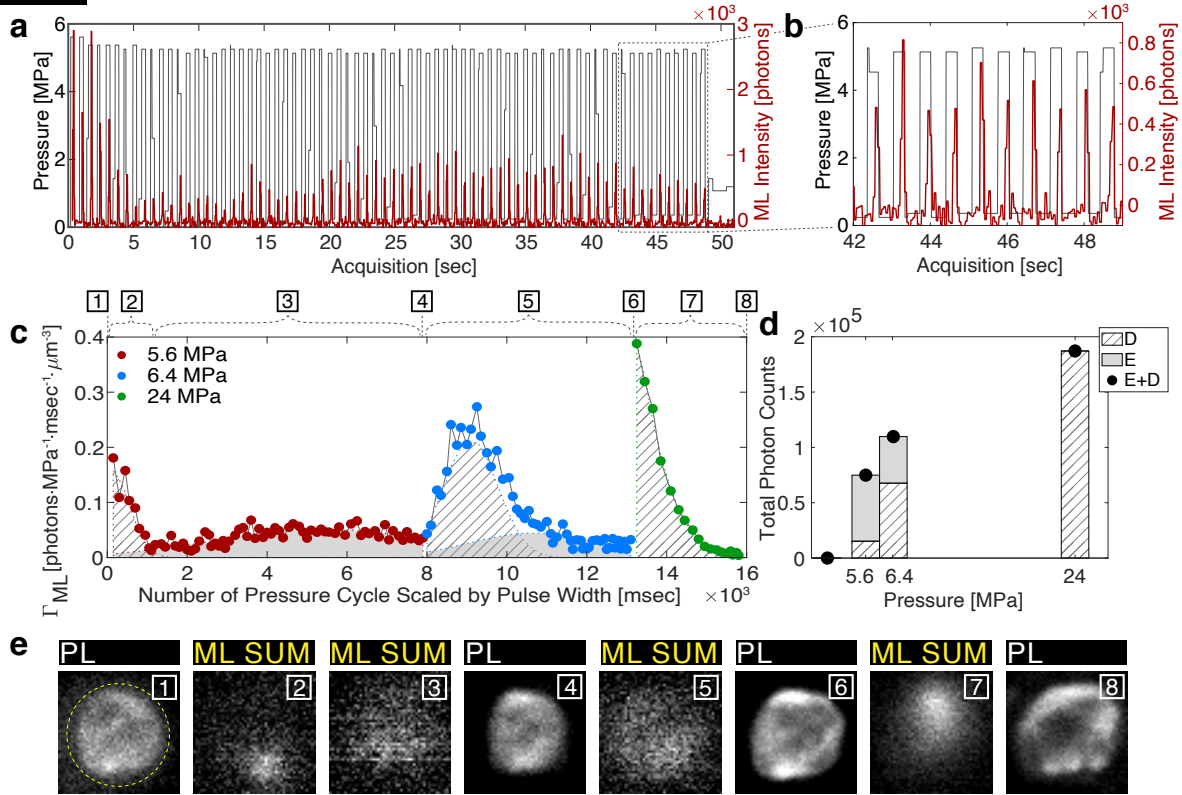 a
×10³
6
4
2
0
Pressure [MPa]
3
2
1
0
ML Intensity [photons]
0 5 10 15 20 25 30 35 40 45 50
Acquisition [sec]
b
×10³
6
4
2
0
Pressure [MPa]
0.8
0.6
0.4
0.2
0
ML Intensity [photons]
42 44 46 48
Acquisition [sec]
1 2 3 4 5 6 7 8
c
0.4
0.3
0.2
0.1
0
Γ_ML [photons·MPa⁻¹·msec⁻¹·μm⁻³]
5.6 MPa
6.4 MPa
24 MPa
0 2 4 6 8 10 12 14 16
Number of Pressure Cycle Scaled by Pulse Width [msec] ×10³
d
×10⁵
2
1.5
1
0.5
0
Total Photon Counts
D
E
E+D
5.6 6.4 24
Pressure [MPa]
e
PL ML SUM ML SUM PL ML SUM PL ML SUM PL
1 2 3 4 5 6 7 8